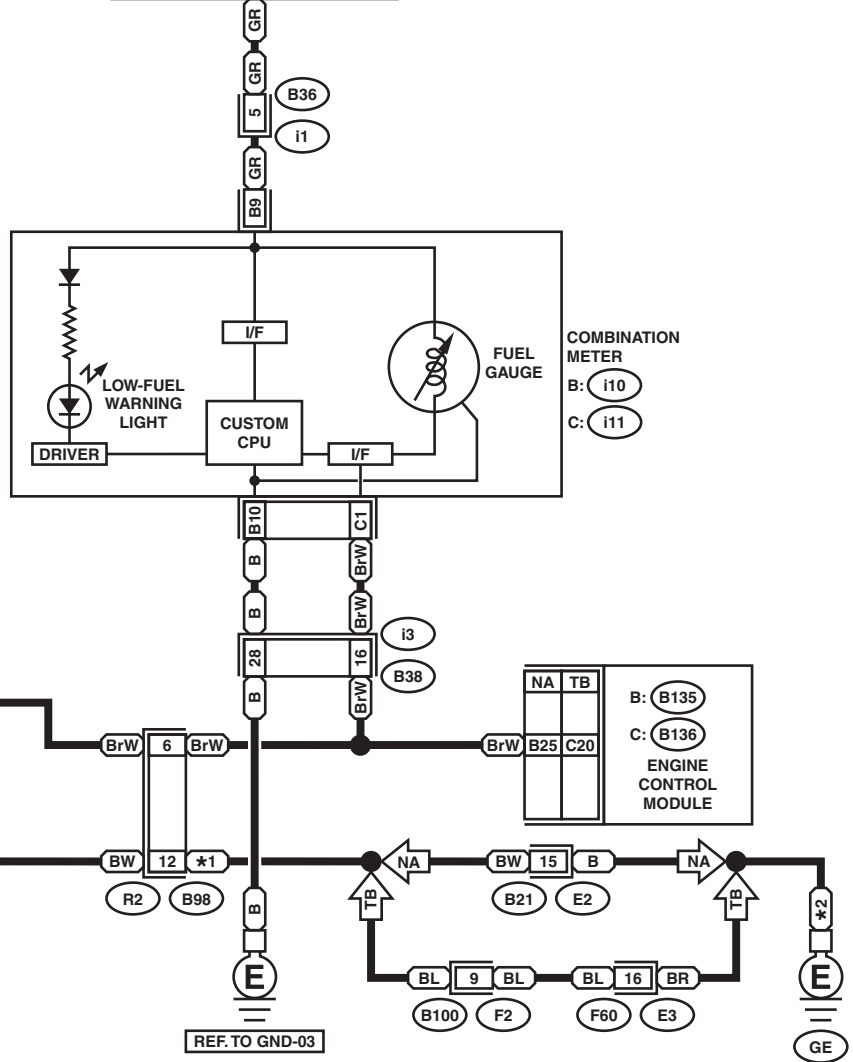 GR
GR
5
B36
i1
GR
B9
I/F
FUEL
GAUGE
COMBINATION
METER
B: i10
C: i11
LOW-FUEL
WARNING
LIGHT
CUSTOM
CPU
DRIVER
I/F
B10
C1
B
BrW
B
BrW
i3
28
16
B38
B
BrW
NA TB
B: B135
C: B136
BrW 6 BrW
BrW B25 C20
ENGINE
CONTROL
MODULE
BW 12 *1
NA
BW 15 B
NA
R2 B98
B21 E2
B
TB
TB
*2
E
BL 9 BL
BL 16 BR
E
B100 F2
F60 E3
REF. TO GND-03
GE